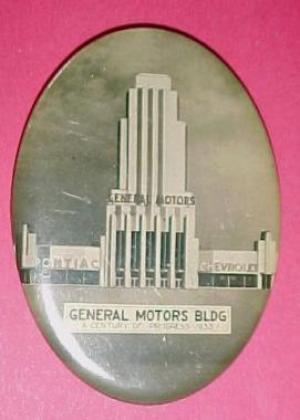 GENERAL MOTORS
PONTIAC CHEVROLET
GENERAL MOTORS BLDG
A CENTURY OF PROGRESS 1933